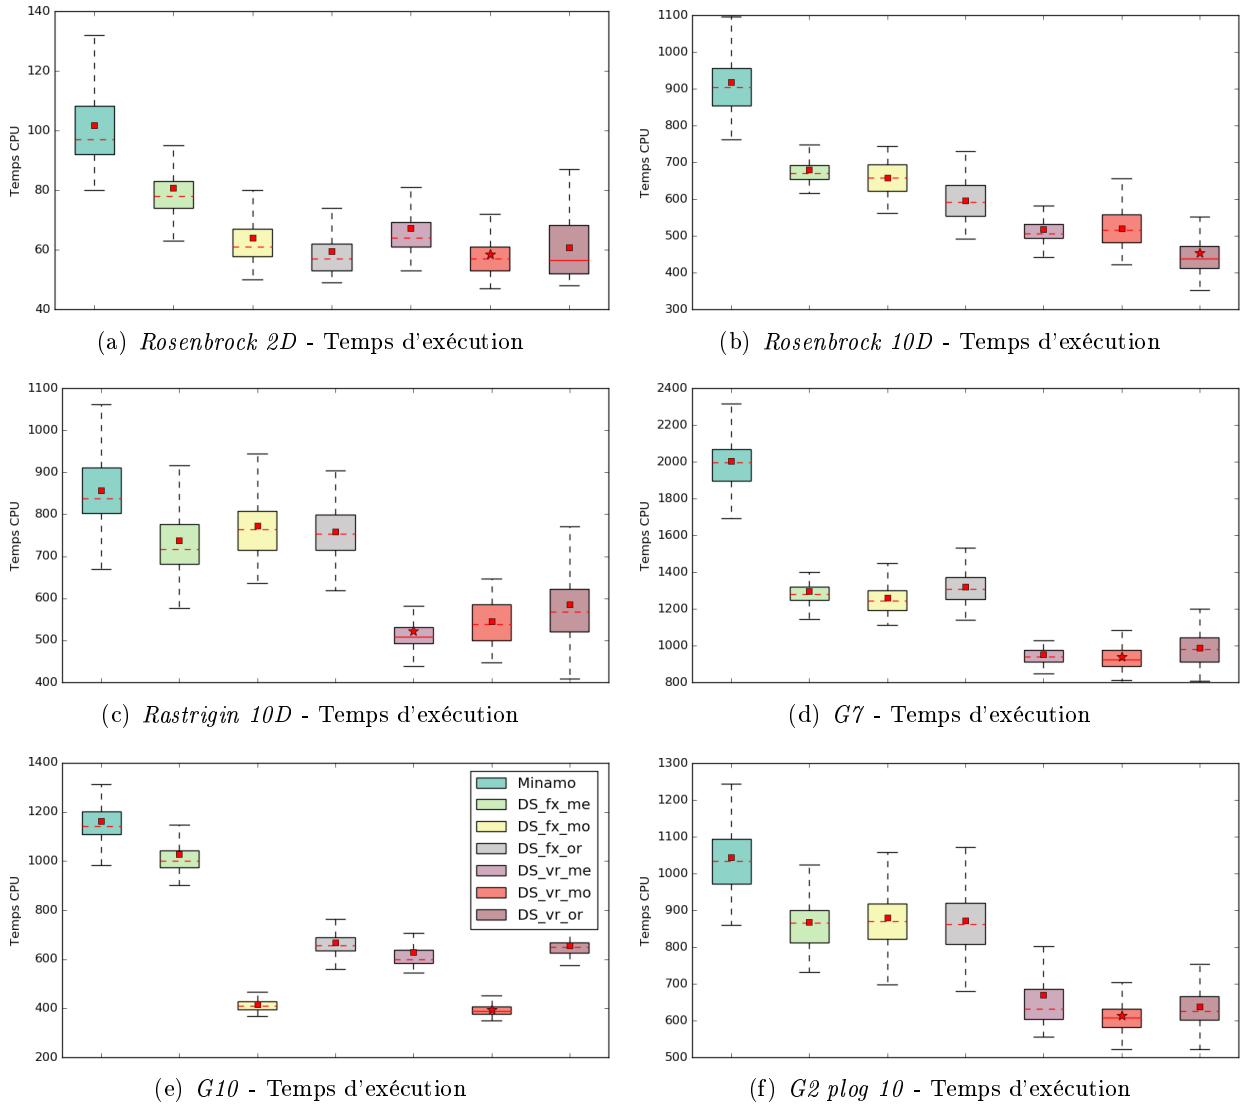 140
120
100
80
60
40
Temps CPU
(a) Rosenbrock 2D - Temps d'exécution
1100
1000
900
800
700
600
500
400
300
Temps CPU
(b) Rosenbrock 10D - Temps d'exécution
1100
1000
900
800
700
600
500
400
Temps CPU
(c) Rastrigin 10D - Temps d'exécution
2400
2200
2000
1800
1600
1400
1200
1000
800
Temps CPU
(d) G7 - Temps d'exécution
1400
1200
1000
800
600
400
200
Temps CPU
Minamo
DS_fx_me
DS_fx_mo
DS_fx_or
DS_vr_me
DS_vr_mo
DS_vr_or
(e) G10 - Temps d'exécution
1300
1200
1100
1000
900
800
700
600
500
Temps CPU
(f) G2 plog 10 - Temps d'exécution